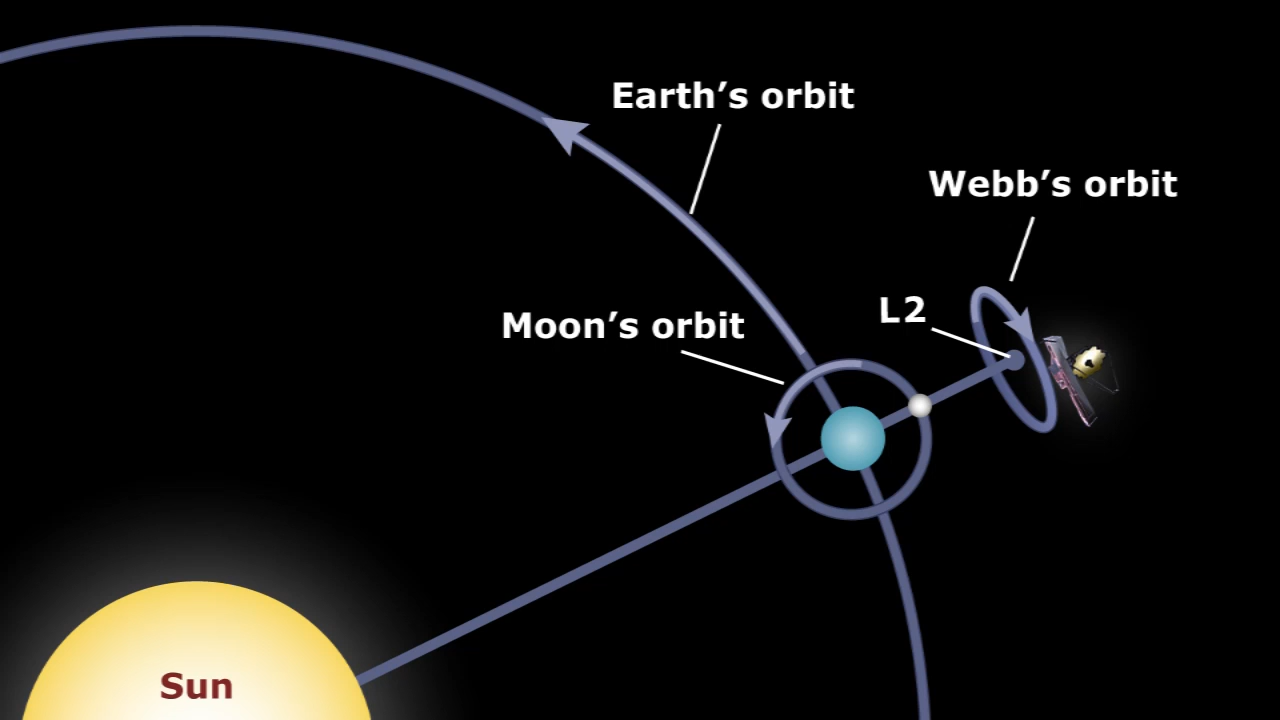 Earth’s orbit
Webb’s orbit
L2
Moon’s orbit
Sun